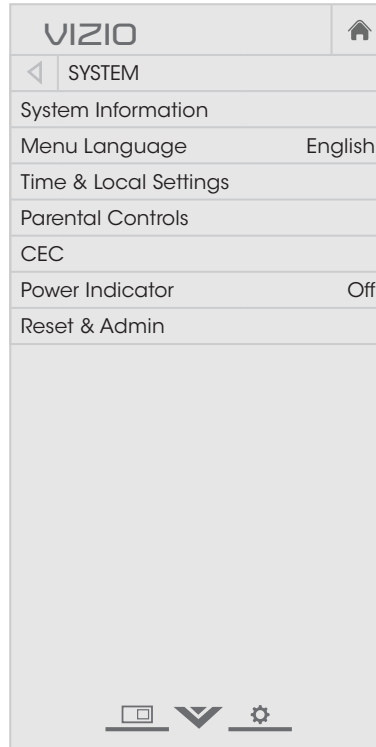 VIZIO
SYSTEM
System Information
Menu Language English
Time & Local Settings
Parental Controls
CEC
Power Indicator Off
Reset & Admin